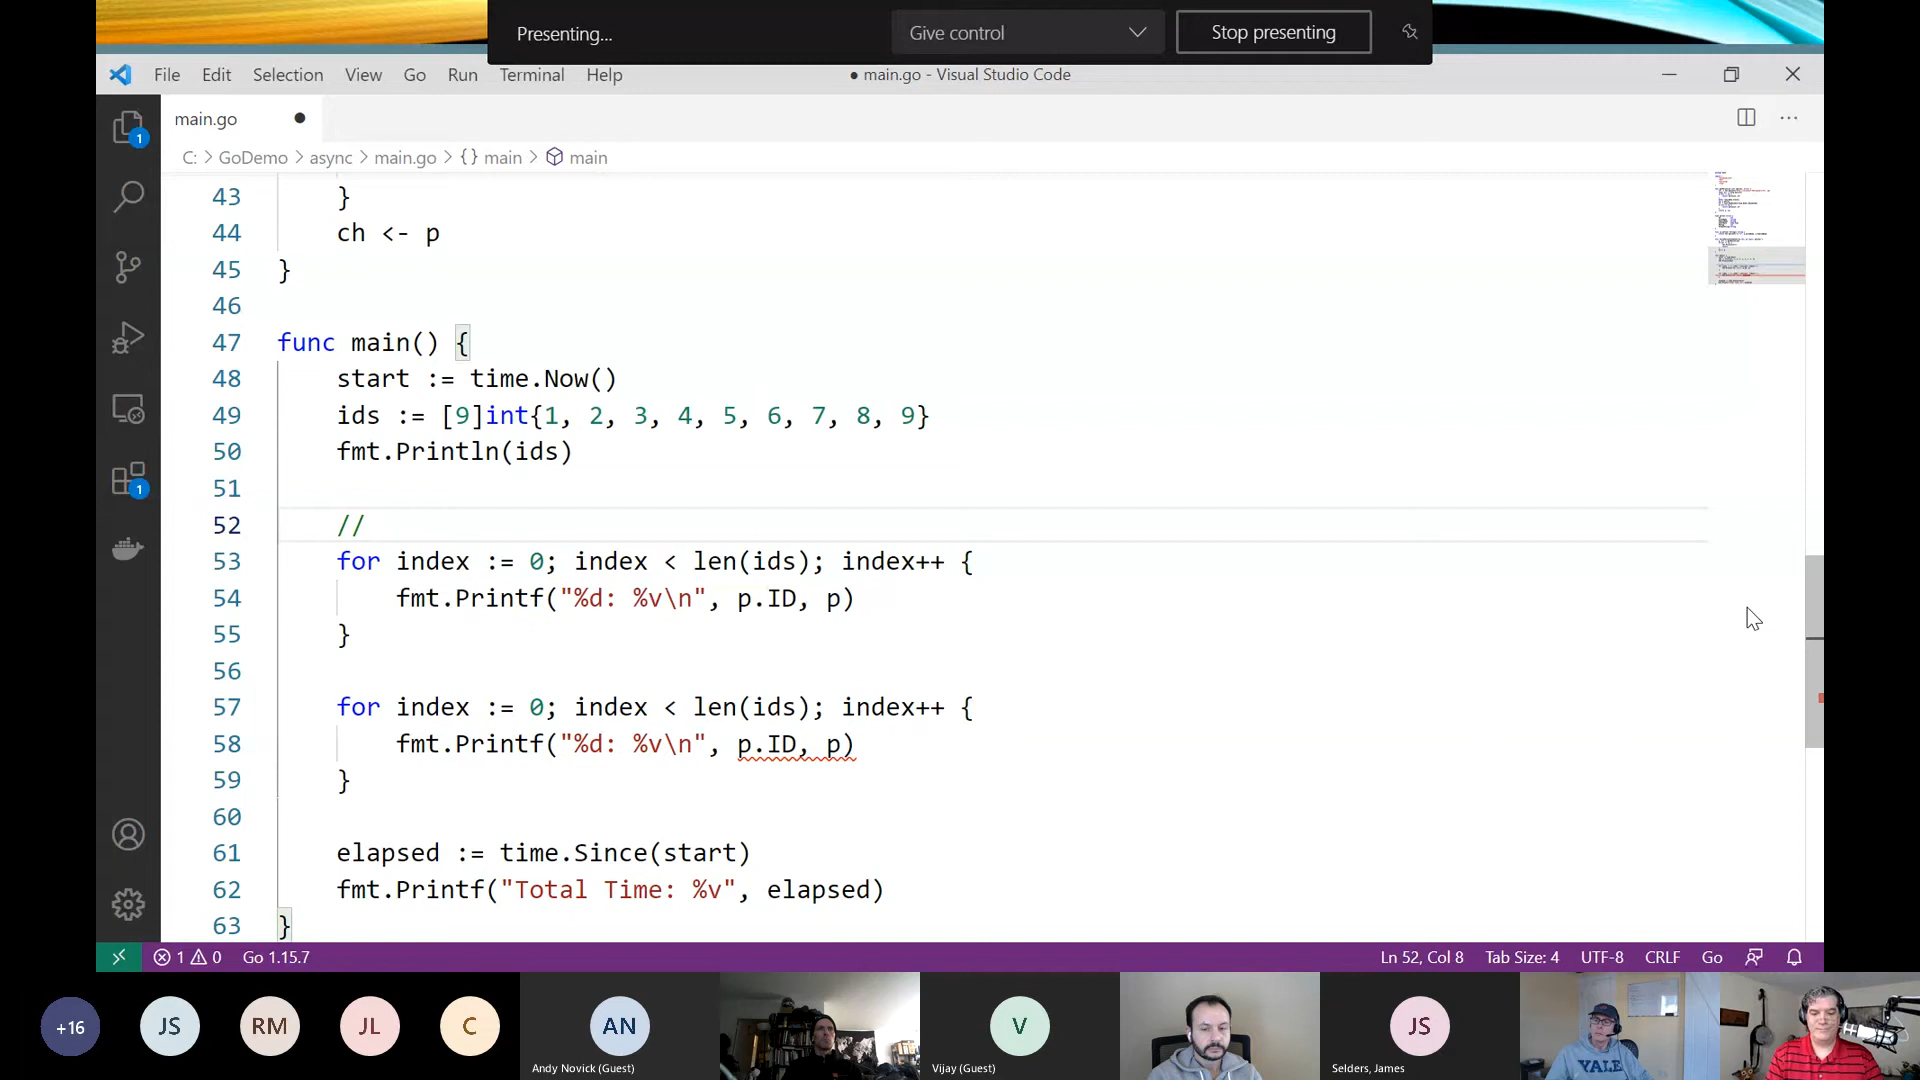 Presenting...
Give control
Stop presenting
File Edit Selection View Go Run Terminal Help
● main.go - Visual Studio Code
main.go
C: > GoDemo > async > main.go > {} main > main
43 }
44 ch <- p
45 }
46
47 func main() {
48 start := time.Now()
49 ids := [9]int{1, 2, 3, 4, 5, 6, 7, 8, 9}
50 fmt.Println(ids)
51
52 //
53 for index := 0; index < len(ids); index++ {
54 fmt.Printf("%d: %v\n", p.ID, p)
55 }
56
57 for index := 0; index < len(ids); index++ {
58 fmt.Printf("%d: %v\n", p.ID, p)
59 }
60
61 elapsed := time.Since(start)
62 fmt.Printf("Total Time: %v", elapsed)
63 }
1
1
1 0 Go 1.15.7
Ln 52, Col 8 Tab Size: 4 UTF-8 CRLF Go
+16 JS RM JL C AN V JS
Andy Novick (Guest)
Vijay (Guest)
Selders, James
YALE